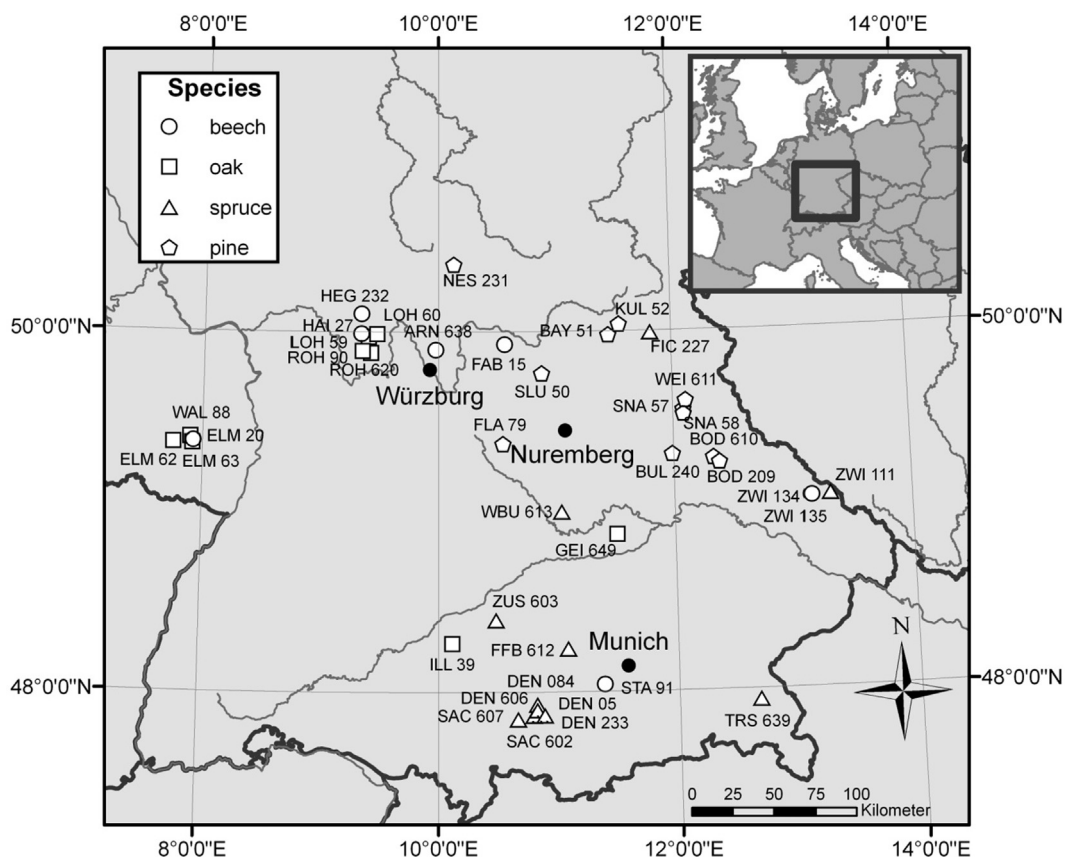 8°0'0"E 10°0'0"E 12°0'0"E 14°0'0"E
Species
beech
oak
spruce
pine
NES 231
HEG 232
LOH 60
KUL 52
50°0'0"N
50°0'0"N
HAI 27
ARN 638
BAY 51
LOH 59
FIC 227
ROH 90
FAB 15
ROH 620
WEI 611
Würzburg
SLU 50
SNA 57
WAL 88
FLA 79
SNA 58
ELM 20
BOD 610
Nuremberg
ELM 62
ELM 63
BUL 240
BOD 209
ZWI 111
ZWI 134
WBU 613
ZWI 135
GEI 649
ZUS 603
N
Munich
FFB 612
ILL 39
48°0'0"N
48°0'0"N
DEN 084
STA 91
DEN 606
DEN 05
SAC 607
DEN 233
TRS 639
SAC 602
0 25 50 75 100
Kilometer
8°0'0"E 10°0'0"E 12°0'0"E 14°0'0"E